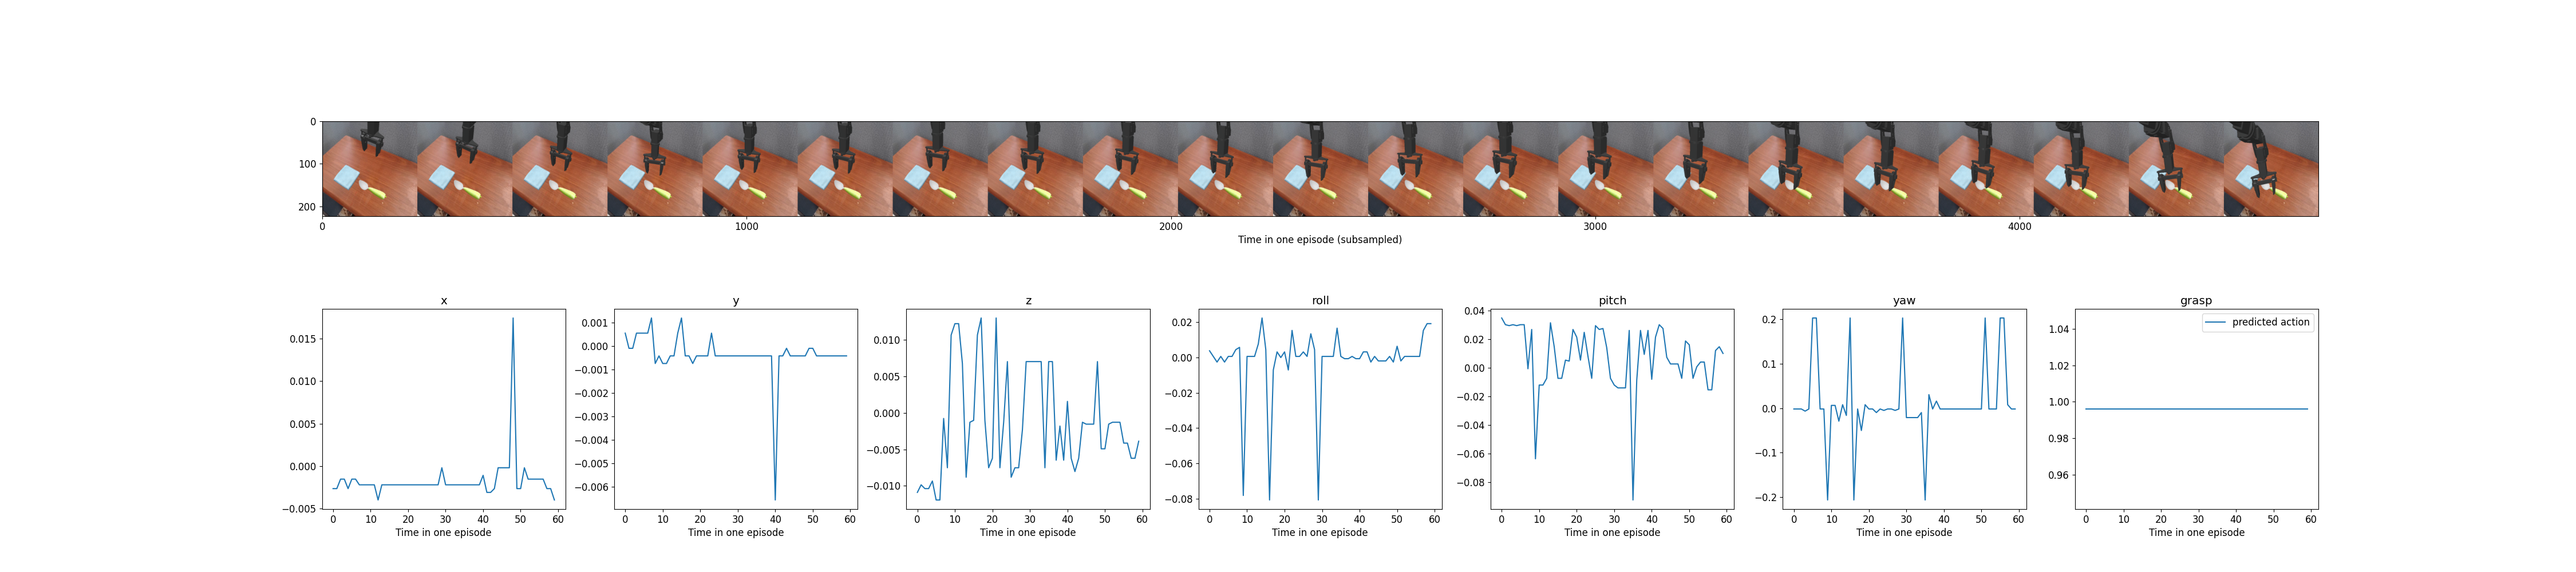 0
100
200
0 1000 2000 3000 4000
Time in one episode (subsampled)
x
0.015
0.010
0.005
0.000
−0.005
0 10 20 30 40 50 60
Time in one episode
y
0.001
0.000
−0.001
−0.002
−0.003
−0.004
−0.005
−0.006
0 10 20 30 40 50 60
Time in one episode
z
0.010
0.005
0.000
−0.005
−0.010
0 10 20 30 40 50 60
Time in one episode
roll
0.02
0.00
−0.02
−0.04
−0.06
−0.08
0 10 20 30 40 50 60
Time in one episode
pitch
0.04
0.02
0.00
−0.02
−0.04
−0.06
−0.08
0 10 20 30 40 50 60
Time in one episode
yaw
0.2
0.1
0.0
−0.1
−0.2
0 10 20 30 40 50 60
Time in one episode
grasp
predicted action
1.04
1.02
1.00
0.98
0.96
0 10 20 30 40 50 60
Time in one episode